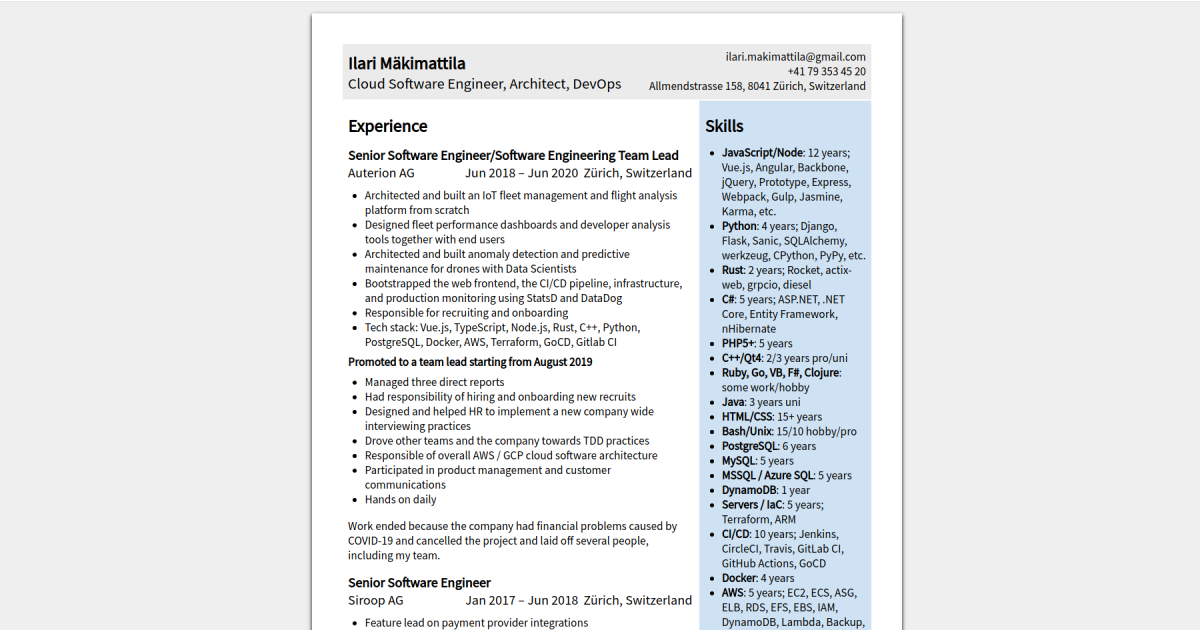 Ilari Mäkimattila
Cloud Software Engineer, Architect, DevOps
ilari.makimattila@gmail.com
+41 79 353 45 20
Allmendstrasse 158, 8041 Zürich, Switzerland
Experience
Senior Software Engineer/Software Engineering Team Lead
Auterion AG Jun 2018 – Jun 2020 Zürich, Switzerland
• Architected and built an IoT fleet management and flight analysis
platform from scratch
• Designed fleet performance dashboards and developer analysis
tools together with end users
• Architected and built anomaly detection and predictive
maintenance for drones with Data Scientists
• Bootstrapped the web frontend, the CI/CD pipeline, infrastructure,
and production monitoring using StatsD and DataDog
• Responsible for recruiting and onboarding
• Tech stack: Vue.js, TypeScript, Node.js, Rust, C++, Python,
PostgreSQL, Docker, AWS, Terraform, GoCD, Gitlab CI
Promoted to a team lead starting from August 2019
• Managed three direct reports
• Had responsibility of hiring and onboarding new recruits
• Designed and helped HR to implement a new company wide
interviewing practices
• Drove other teams and the company towards TDD practices
• Responsible of overall AWS / GCP cloud software architecture
• Participated in product management and customer
communications
• Hands on daily
Work ended because the company had financial problems caused by
COVID-19 and cancelled the project and laid off several people,
including my team.
Senior Software Engineer
Siroop AG Jan 2017 – Jun 2018 Zürich, Switzerland
• Feature lead on payment provider integrations
Skills
• JavaScript/Node: 12 years;
Vue.js, Angular, Backbone,
jQuery, Prototype, Express,
Webpack, Gulp, Jasmine,
Karma, etc.
• Python: 4 years; Django,
Flask, Sanic, SQLAlchemy,
werkzeug, CPython, PyPy, etc.
• Rust: 2 years; Rocket, actix-
web, grpcio, diesel
• C#: 5 years; ASP.NET, .NET
Core, Entity Framework,
nHibernate
• PHP5+: 5 years
• C++/Qt4: 2/3 years pro/uni
• Ruby, Go, VB, F#, Clojure:
some work/hobby
• Java: 3 years uni
• HTML/CSS: 15+ years
• Bash/Unix: 15/10 hobby/pro
• PostgreSQL: 6 years
• MySQL: 5 years
• MSSQL / Azure SQL: 5 years
• DynamoDB: 1 year
• Servers / IaC: 5 years;
Terraform, ARM
• CI/CD: 10 years; Jenkins,
CircleCI, Travis, GitLab CI,
GitHub Actions, GoCD
• Docker: 4 years
• AWS: 5 years; EC2, ECS, ASG,
ELB, RDS, EFS, EBS, IAM,
DynamoDB, Lambda, Backup,